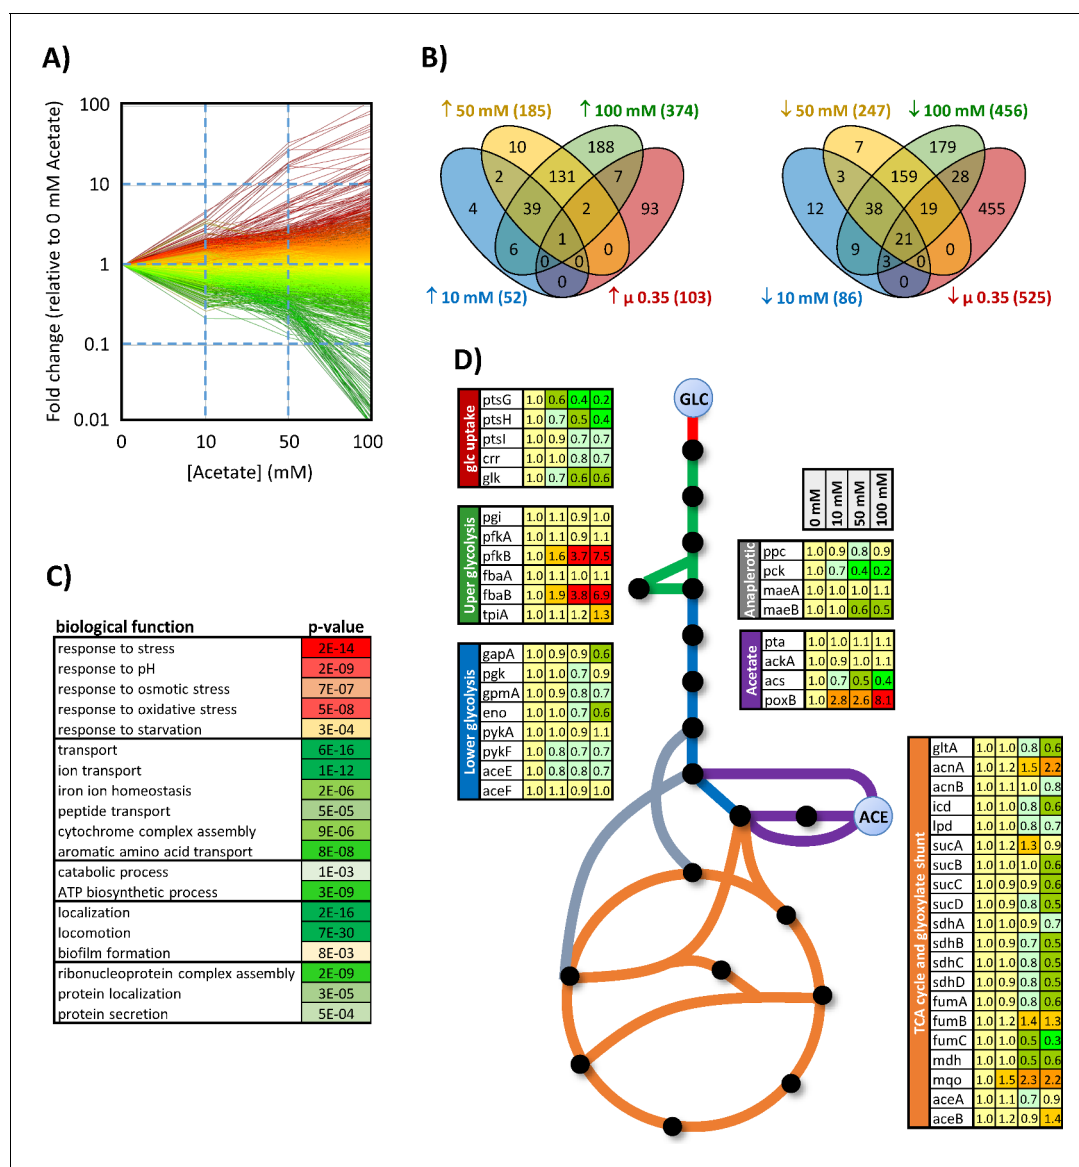 A)
Fold change (relative to 0 mM Acetate)
100
10
1
0.1
0.01
0 10 50 100
[Acetate] (mM)
B)
↑ 50 mM (185) ↑ 100 mM (374)
10 188
2 131 7
4 39 2 93
6 1 0
0 0
0
↑ 10 mM (52) ↑ μ 0.35 (103)
↓ 50 mM (247) ↓ 100 mM (456)
7 179
3 159 28
12 38 19 455
9 21 0
3 0
0
↓ 10 mM (86) ↓ μ 0.35 (525)
C)
biological function p-value
response to stress 2E-14
response to pH 2E-09
response to osmotic stress 7E-07
response to oxidative stress 5E-08
response to starvation 3E-04
transport 6E-16
ion transport 1E-12
iron ion homeostasis 2E-06
peptide transport 5E-05
cytochrome complex assembly 9E-06
aromatic amino acid transport 8E-08
catabolic process 1E-03
ATP biosynthetic process 3E-09
localization 2E-16
locomotion 7E-30
biofilm formation 8E-03
ribonucleoprotein complex assembly 2E-09
protein localization 3E-05
protein secretion 5E-04
D)
glc uptake
ptsG 1.0 0.6 0.4 0.2
ptsH 1.0 0.7 0.5 0.4
ptsI 1.0 0.9 0.7 0.7
crr 1.0 1.0 0.8 0.7
glk 1.0 0.7 0.6 0.6
Uper glycolysis
pgi 1.0 1.1 0.9 1.0
pfkA 1.0 1.1 0.9 1.1
pfkB 1.0 1.6 3.7 7.5
fbaA 1.0 1.1 1.0 1.1
fbaB 1.0 1.9 3.8 6.9
tpiA 1.0 1.1 1.2 1.3
Lower glycolysis
gapA 1.0 0.9 0.9 0.6
pgk 1.0 1.0 0.7 0.9
gpmA 1.0 0.9 0.8 0.7
eno 1.0 1.0 0.7 0.6
pykA 1.0 1.0 0.9 1.1
pykF 1.0 0.8 0.7 0.7
aceE 1.0 0.8 0.8 0.7
aceF 1.0 1.1 0.9 1.0
GLC
ACE
0 mM 10 mM 50 mM 100 mM
Anaplerotic
ppc 1.0 0.9 0.8 0.9
pck 1.0 0.7 0.4 0.2
maeA 1.0 1.0 1.0 1.1
maeB 1.0 1.0 0.6 0.5
Acetate
pta 1.0 1.0 1.1 1.1
ackA 1.0 0.9 1.0 1.1
acs 1.0 0.7 0.5 0.4
poxB 1.0 2.8 2.6 8.1
TCA cycle and glyoxylate shunt
gltA 1.0 1.0 0.8 0.6
acnA 1.0 1.2 1.5 2.2
acnB 1.0 1.1 1.0 0.8
icd 1.0 1.0 0.8 0.6
lpd 1.0 1.0 0.8 0.7
sucA 1.0 1.2 1.3 0.9
sucB 1.0 1.0 1.0 0.6
sucC 1.0 0.9 0.9 0.6
sucD 1.0 0.9 0.8 0.5
sdhA 1.0 1.0 0.9 0.7
sdhB 1.0 0.9 0.7 0.5
sdhC 1.0 0.9 0.8 0.5
sdhD 1.0 0.9 0.8 0.5
fumA 1.0 0.9 0.8 0.6
fumB 1.0 1.2 1.4 1.3
fumC 1.0 1.0 0.5 0.3
mdh 1.0 1.0 0.5 0.6
mqo 1.0 1.5 2.3 2.2
aceA 1.0 1.1 0.7 0.9
aceB 1.0 1.2 0.9 1.4